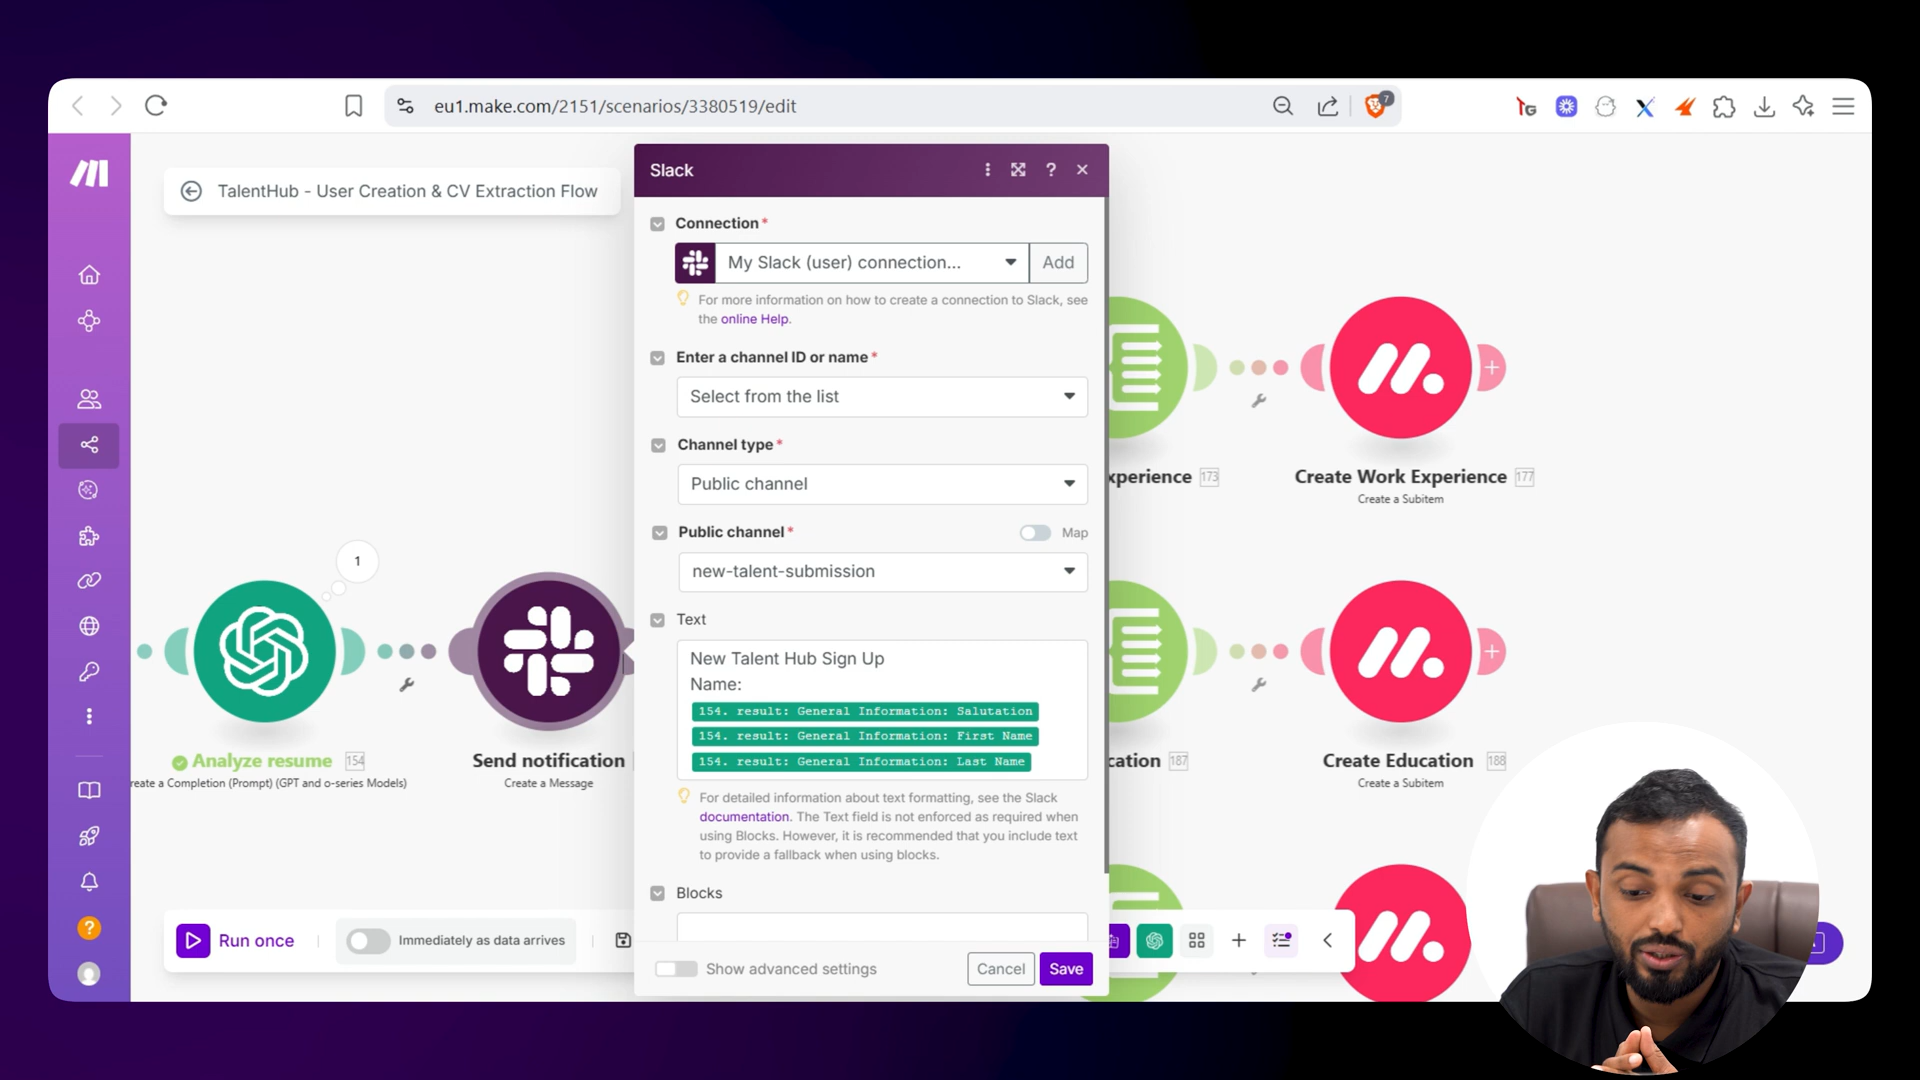 eu1.make.com/2151/scenarios/3380519/edit
7
TG
TalentHub - User Creation & CV Extraction Flow
Slack
?
Connection *
My Slack (user) connection...
Add
For more information on how to create a connection to Slack, see
the online Help.
Enter a channel ID or name *
Select from the list
Channel type *
Public channel
Public channel *
Map
new-talent-submission
Text
New Talent Hub Sign Up
Name:
154. result: General Information: Salutation
154. result: General Information: First Name
154. result: General Information: Last Name
For detailed information about text formatting, see the Slack
documentation. The Text field is not enforced as required when
using Blocks. However, it is recommended that you include text
to provide a fallback when using blocks.
Blocks
Show advanced settings
Cancel
Save
1
Analyze resume 154
reate a Completion (Prompt) (GPT and o-series Models)
Send notification
Create a Message
xperience 173
Create Work Experience 177
Create a Subitem
cation 187
Create Education 188
Create a Subitem
Run once
Immediately as data arrives
?